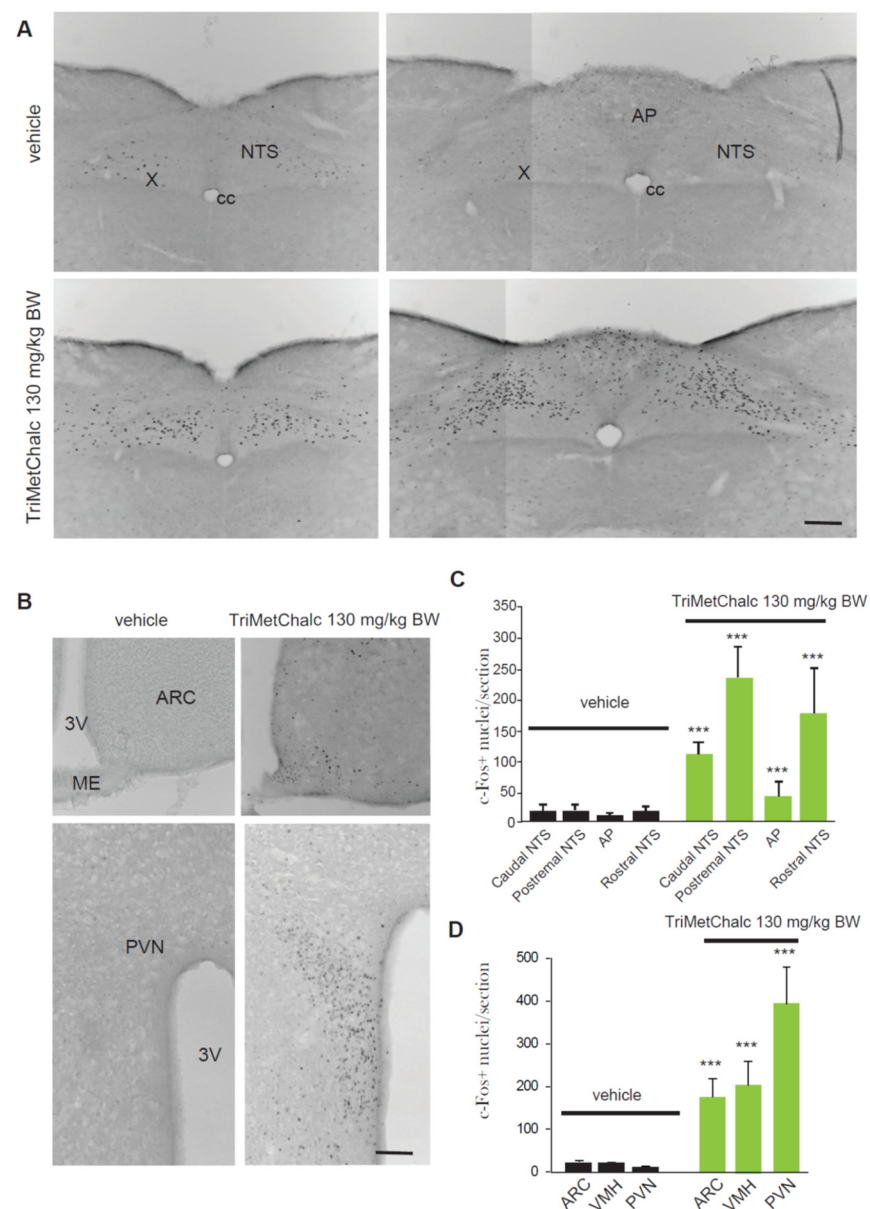 A
vehicle
NTS
X
cc
AP
NTS
X
cc
TriMetChalc 130 mg/kg BW
B
vehicle
TriMetChalc 130 mg/kg BW
ARC
3V
ME
PVN
3V
C
TriMetChalc 130 mg/kg BW
c-Fos+ nuclei/section
350
300
250
200
150
100
50
0
vehicle
***
***
***
***
Caudal NTS
Postremal NTS
AP
Rostral NTS
Caudal NTS
Postremal NTS
AP
Rostral NTS
D
TriMetChalc 130 mg/kg BW
c-Fos+ nuclei/section
500
400
300
200
100
0
vehicle
***
***
***
ARC
VMH
PVN
ARC
VMH
PVN